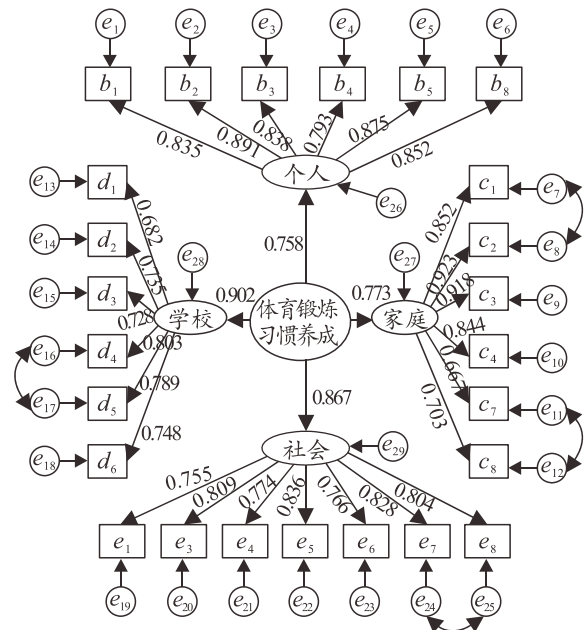 e₁ e₂ e₃ e₄ e₅ e₆
b₁ b₂ b₃ b₄ b₅ b₈
0.835 0.891 0.838 0.793 0.875 0.852
个人
e₂₆
0.758
e₁₃ d₁
e₁₄ d₂
e₁₅ d₃
e₁₆ d₄
e₁₇ d₅
e₁₈ d₆
0.682
0.735
0.728
0.803
0.789
0.748
e₂₈
学校
0.902
体育锻炼
习惯养成
0.773
e₂₇
家庭
0.852
0.923
0.918
0.844
0.667
0.703
c₁ e₇
c₂ e₈
c₃ e₉
c₄ e₁₀
c₇ e₁₁
c₈ e₁₂
0.867
社会
e₂₉
0.755 0.809 0.774 0.836 0.766 0.828 0.804
e₁ e₃ e₄ e₅ e₆ e₇ e₈
e₁₉ e₂₀ e₂₁ e₂₂ e₂₃ e₂₄ e₂₅